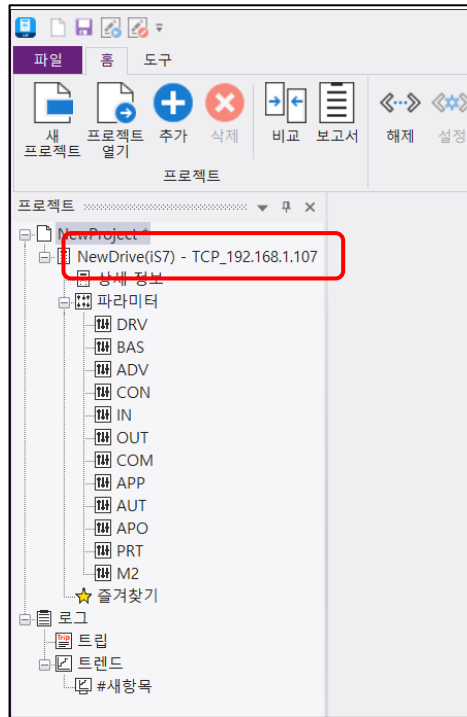 파일 홈 도구
새 프로젝트 프로젝트 열기 추가 삭제 비교 보고서 해제 설정
프로젝트
프로젝트
NewProject *
NewDrive(iS7) - TCP_192.168.1.107
상세 정보
파라미터
DRV
BAS
ADV
CON
IN
OUT
COM
APP
AUT
APO
PRT
M2
즐겨찾기
로그
Trip 트립
트렌드
#새항목